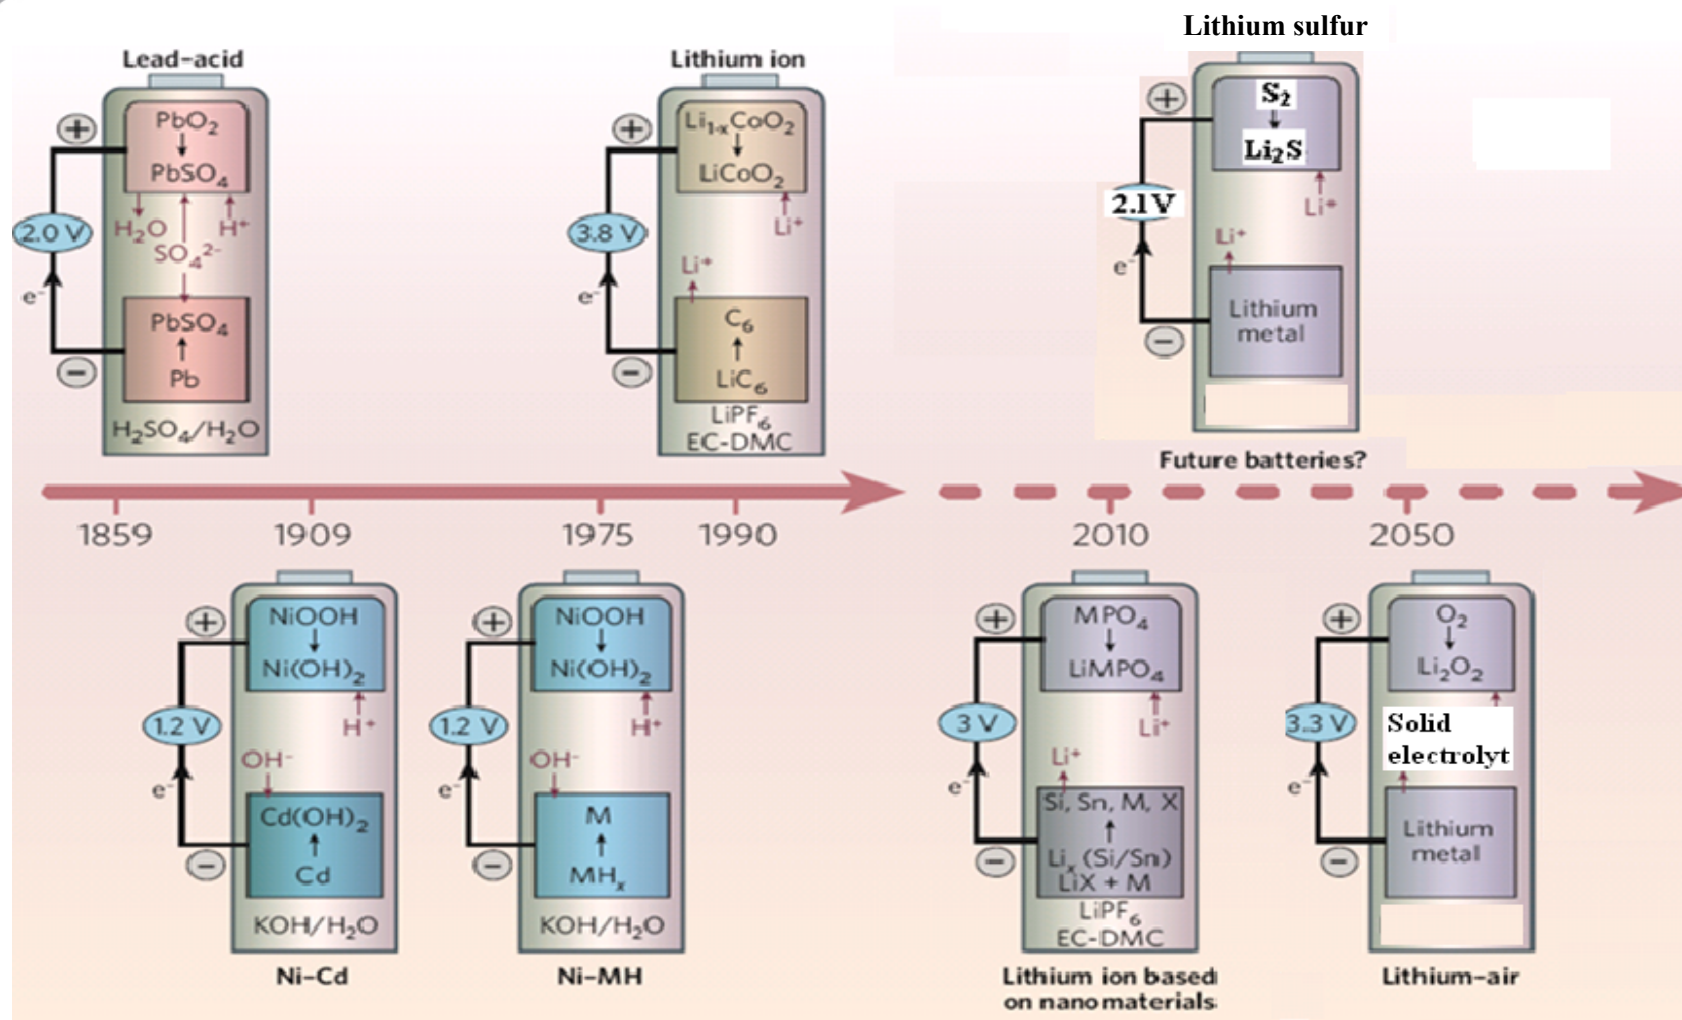 Lead-acid
PbO₂
PbSO₄
H₂O
H⁺
SO₄²⁻
2.0 V
e⁻
PbSO₄
Pb
H₂SO₄/H₂O
+
−
Lithium ion
Li₁₋ₓCoO₂
LiCoO₂
Li⁺
3.8 V
Li⁺
e⁻
C₆
LiC₆
LiPF₆
EC-DMC
+
−
Lithium sulfur
S₂
Li₂S
Li⁺
2.1V
Li⁺
e⁻
Lithium
metal
+
−
Future batteries?
1859
1909
1975
1990
2010
2050
NiOOH
Ni(OH)₂
H⁺
1.2 V
OH⁻
e⁻
Cd(OH)₂
Cd
KOH/H₂O
+
−
Ni-Cd
NiOOH
Ni(OH)₂
H⁺
1.2 V
OH⁻
e⁻
M
MHₓ
KOH/H₂O
+
−
Ni-MH
MPO₄
LiMPO₄
Li⁺
3 V
Li⁺
e⁻
Si, Sn, M, X
Liₓ (Si/Sn)
LiX + M
LiPF₆
EC-DMC
+
−
Lithium ion based
on nanomaterials
O₂
Li₂O₂
3.3 V
Solid
electrolyt
e⁻
Lithium
metal
+
−
Lithium-air